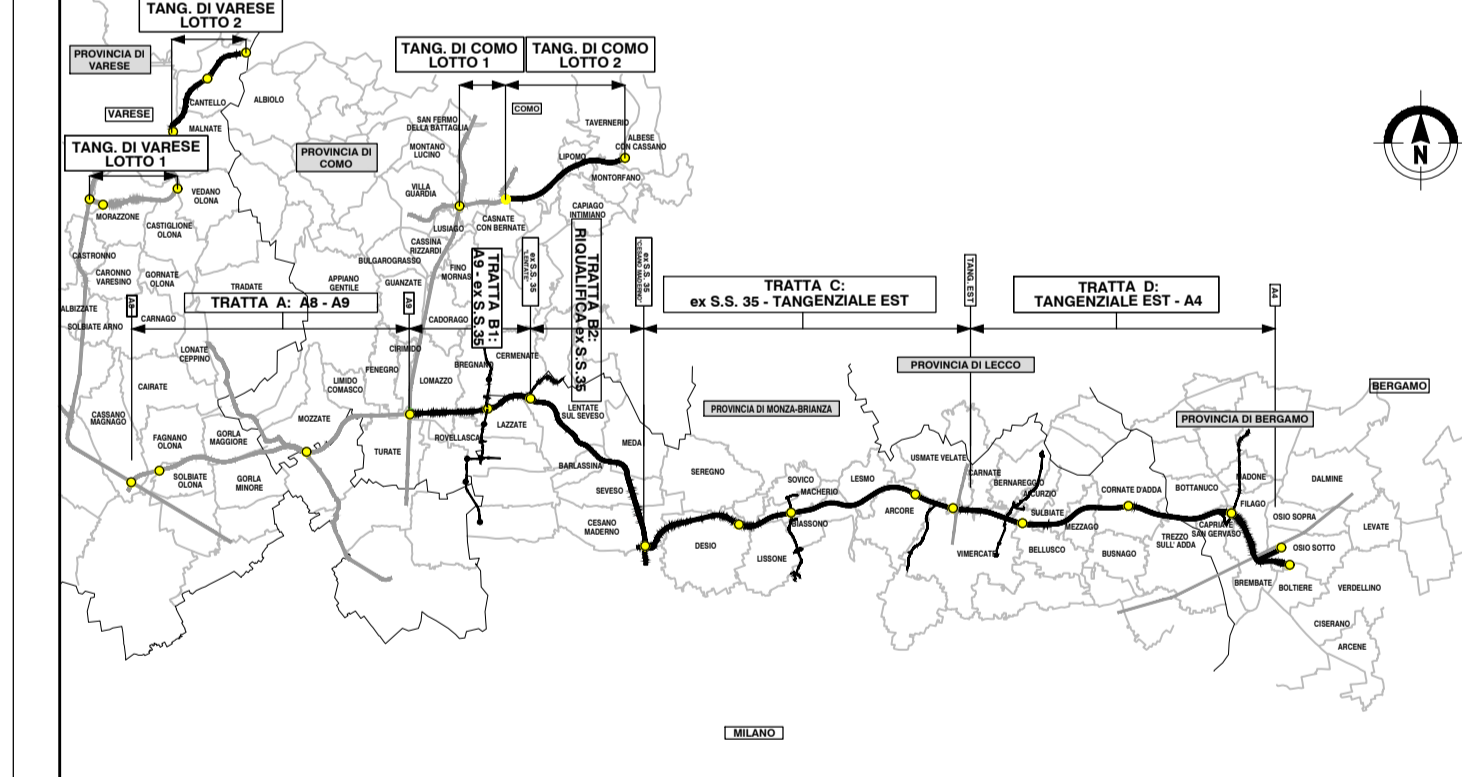 TANG. DI VARESE
LOTTO 2
PROVINCIA DI
VARESE
VARESE
CANTELLO
ALBIOLO
MALNATE
TANG. DI VARESE
LOTTO 1
VEDANO
OLONA
MORAZZONE
CASTIGLIONE
OLONA
PROVINCIA DI
COMO
TANG. DI COMO
LOTTO 1
TANG. DI COMO
LOTTO 2
COMO
SAN FERMO
DELLA BATTAGLIA
MONTANO
LUCINO
VILLA
GUARDIA
TAVERNERIO
ALBESE
CON CASSANO
LIPOMO
MONTORFANO
CAPIAGO
INTIMIANO
CASNATE
CON BERNATE
LUSIAGO
CASSINA
RIZZARDI
BULGAROGRASSO
FINO
MORNAS
N
CASTRONNO
CARONNO
VARESINO
GORNATE
OLONA
TRADATE
APPIANO
GENTILE
GUANZATE
ALBIZZATE
SOLBIATE ARNO
CARNAGO
A8
TRATTA A: A8 - A9
A9
CADORAGO
TRATTA B1:
A9 - ex S.S.35
ex S.S. 35
"LENTATE"
TRATTA B2:
RIQUALIFICA ex S.S.35
ex S.S. 35
"CESANO MADERNO"
TRATTA C:
ex S.S. 35 - TANGENZIALE EST
TANG. EST
TRATTA D:
TANGENZIALE EST - A4
A4
LONATE
CEPPINO
CIRIMIDO
FENEGRO
LIMIDO
COMASCO
LOMAZZO
BREGNANO
CERMENATE
CAIRATE
CASSANO
MAGNAGO
FAGNANO
OLONA
GORLA
MAGGIORE
MOZZATE
SOLBIATE
OLONA
GORLA
MINORE
TURATE
ROVELLASCA
LAZZATE
LENTATE
SUL SEVESO
MEDA
BARLASSINA
SEVESO
CESANO
MADERNO
PROVINCIA DI MONZA-BRIANZA
PROVINCIA DI LECCO
PROVINCIA DI BERGAMO
BERGAMO
SEREGNO
DESIO
SOVICO
MACHERIO
BIASSONO
LISSONE
LESMO
ARCORE
USMATE VELATE
CARNATE
BERNAREGGIO
AICURZIO
SULBIATE
VIMERCATE
BELLUSCO
MEZZAGO
CORNATE D'ADDA
BUSNAGO
TREZZO
SULL' ADDA
BOTTANUCO
MADONE
FILAGO
CAPRIATE
SAN GERVASO
DALMINE
OSIO SOPRA
LEVATE
OSIO SOTTO
BREMBATE
BOLTIERE
VERDELLINO
CISERANO
ARCENE
MILANO